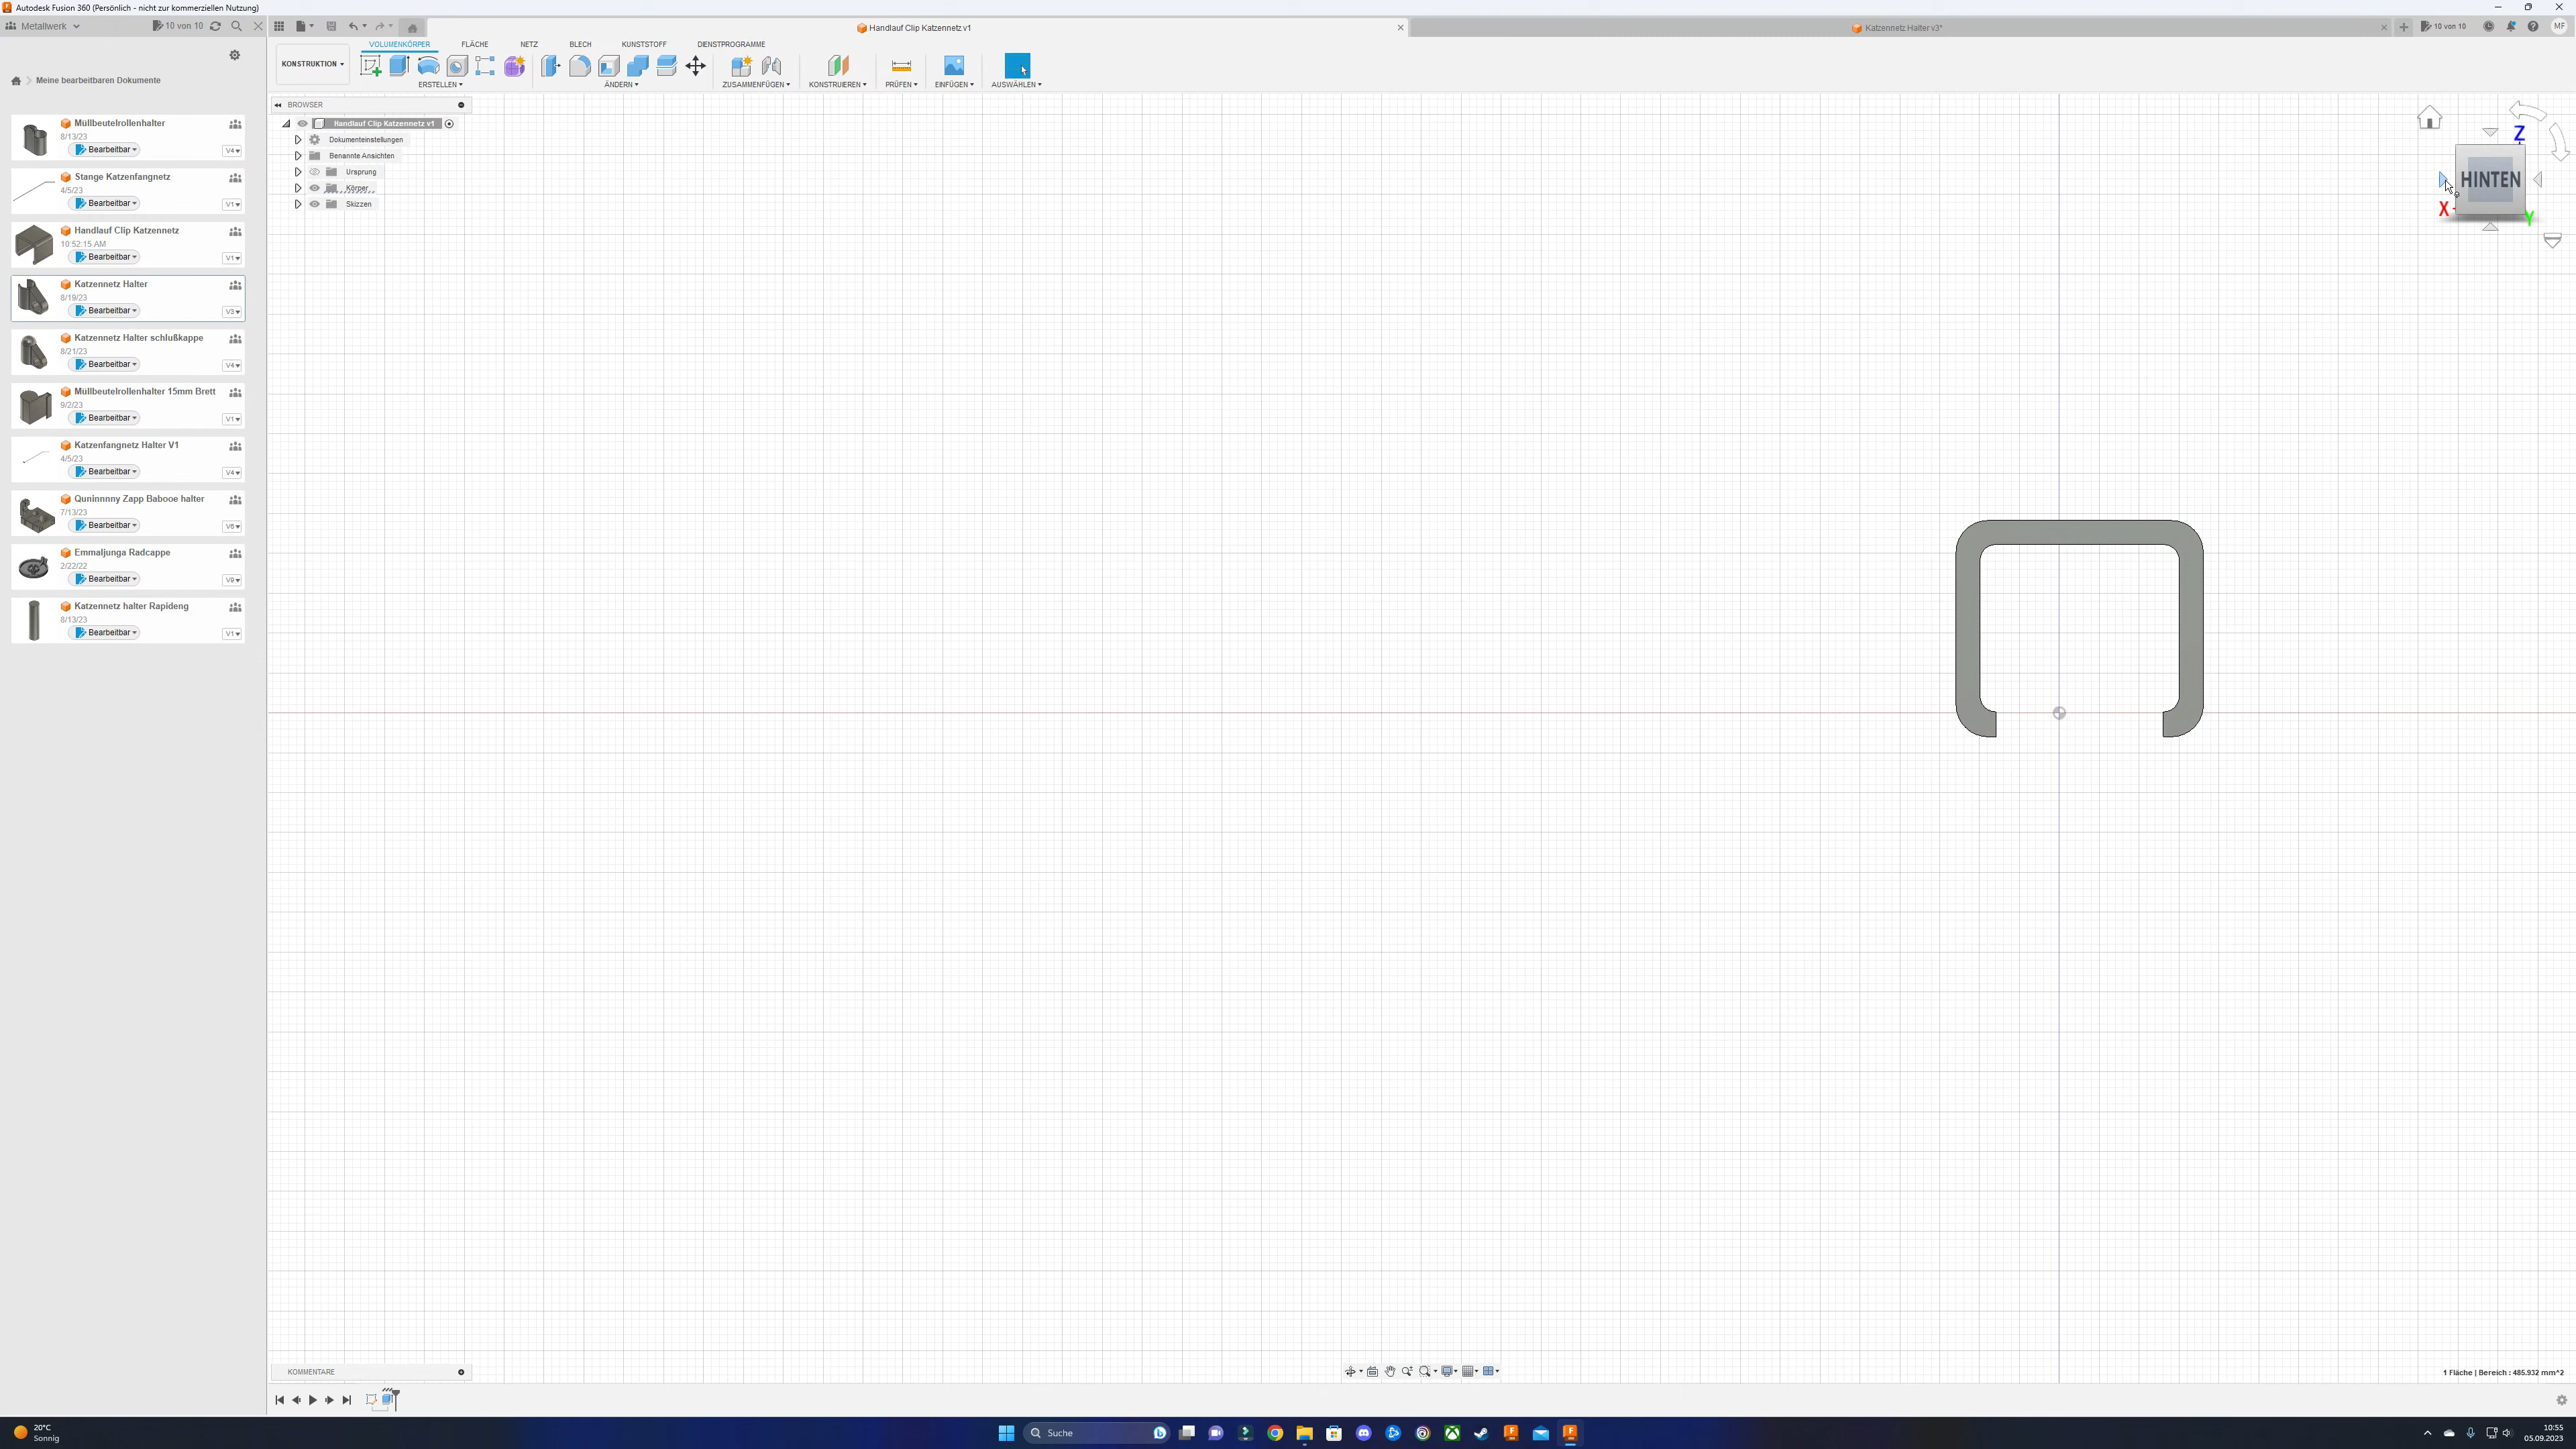 Autodesk Fusion 360 (Persönlich - nicht zur kommerziellen Nutzung)
Metallwerk
10 von 10
Handlauf Clip Katzennetz v1
Katzennetz Halter v3*
10 von 10
MF
Meine bearbeitbaren Dokumente
KONSTRUKTION
VOLUMENKÖRPER
FLÄCHE
NETZ
BLECH
KUNSTSTOFF
DIENSTPROGRAMME
ERSTELLEN
ÄNDERN
ZUSAMMENFÜGEN
KONSTRUIEREN
PRÜFEN
EINFÜGEN
AUSWÄHLEN
BROWSER
Handlauf Clip Katzennetz v1
Dokumenteinstellungen
Benannte Ansichten
Ursprung
Körper
Skizzen
Müllbeutelrollenhalter
8/13/23
Bearbeitbar
V4
Stange Katzenfangnetz
4/5/23
Bearbeitbar
V1
Handlauf Clip Katzennetz
10:52:15 AM
Bearbeitbar
V1
Katzennetz Halter
8/19/23
Bearbeitbar
V3
Katzennetz Halter schlußkappe
8/21/23
Bearbeitbar
V4
Müllbeutelrollenhalter 15mm Brett
9/2/23
Bearbeitbar
V1
Katzenfangnetz Halter V1
4/5/23
Bearbeitbar
V4
Quninnnny Zapp Babooe halter
7/13/23
Bearbeitbar
V6
Emmaljunga Radcappe
2/22/22
Bearbeitbar
V9
Katzennetz halter Rapideng
8/13/23
Bearbeitbar
V1
Z
HINTEN
X
Y
KOMMENTARE
1 Fläche | Bereich : 485.932 mm^2
20°C
Sonnig
Suche
10:55
05.09.2023